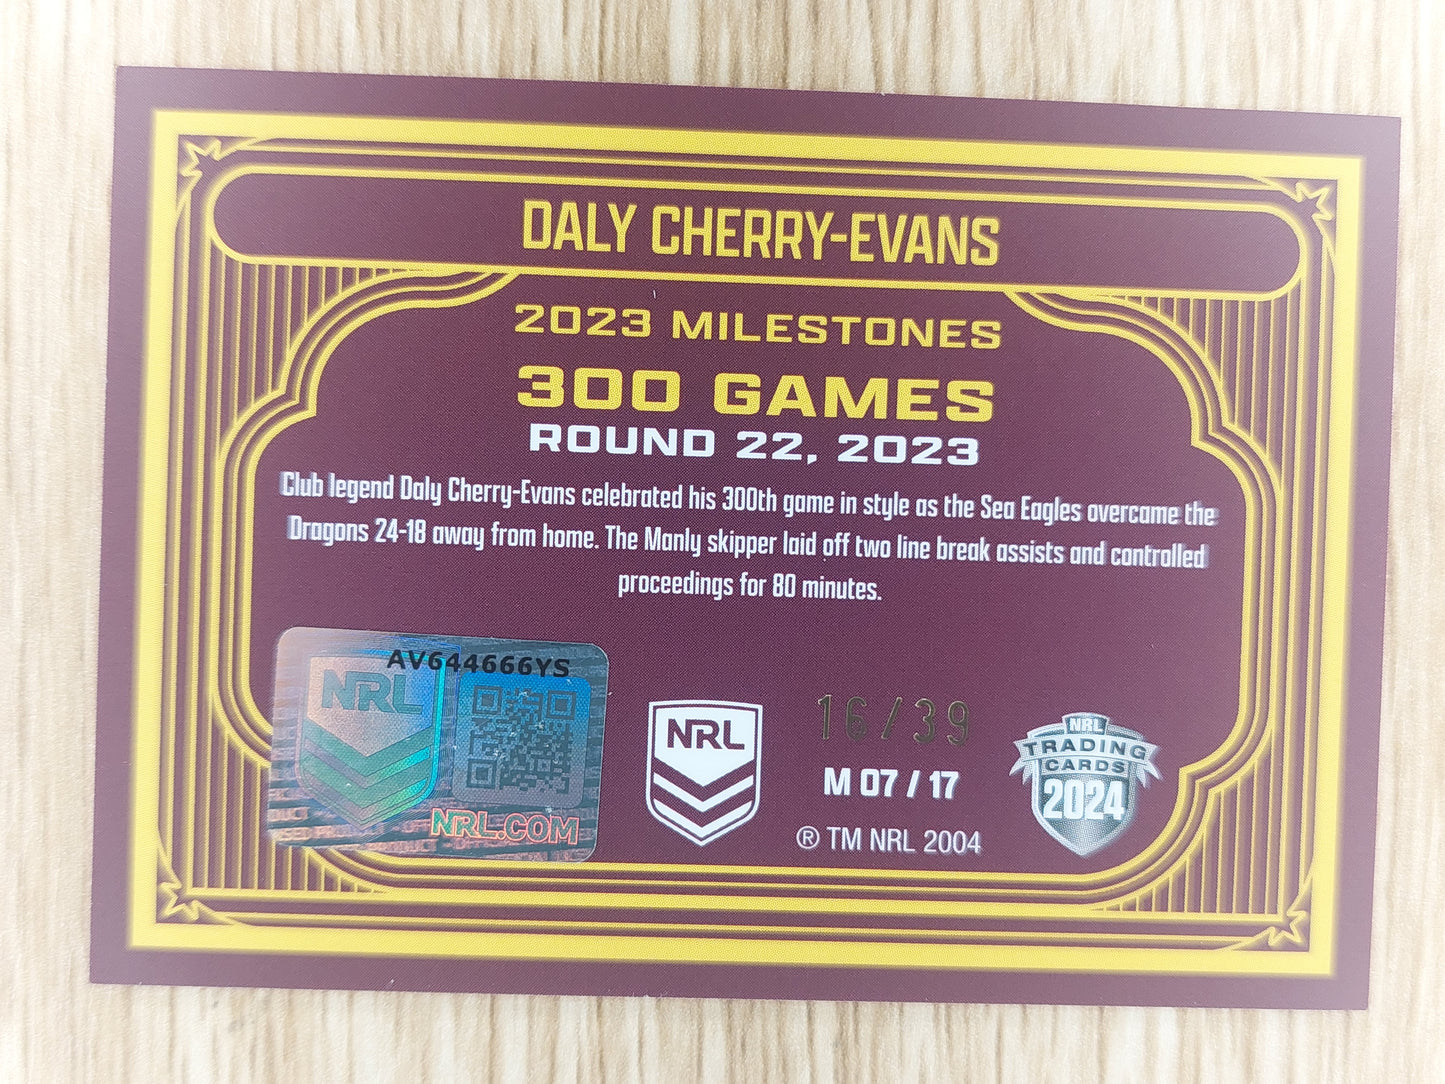 DALY CHERRY-EVANS
2023 MILESTONES
300 GAMES
ROUND 22, 2023
Club legend Daly Cherry-Evans celebrated his 300th game in style as the Sea Eagles overcame the
Dragons 24-18 away from home. The Manly skipper laid off two line break assists and controlled
proceedings for 80 minutes.
AV644666YS
NRL
NRL.COM
NRL
16/39
M 07 / 17
® TM NRL 2004
NRL
TRADING
CARDS
2024